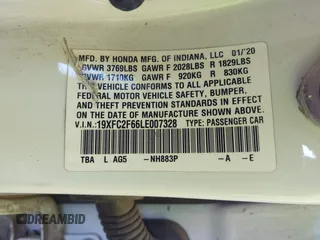 MFD. BY HONDA MFG. OF INDIANA, LLC 01/'20
GVWR 3769LBS GAWR F 2028LBS R 1829LBS
GVWR 1710KG GAWR F 920KG R 830KG
THIS VEHICLE CONFORMS TO ALL APPLICABLE
FEDERAL MOTOR VEHICLE SAFETY, BUMPER,
AND THEFT PREVENTION STANDARDS IN EFFECT
ON THE DATE OF MANUFACTURE SHOWN ABOVE.
V.I.N.: 19XFC2F66LE007328 TYPE: PASSENGER CAR
TBA L AG5 -NH883P -A -E
DREAMBID